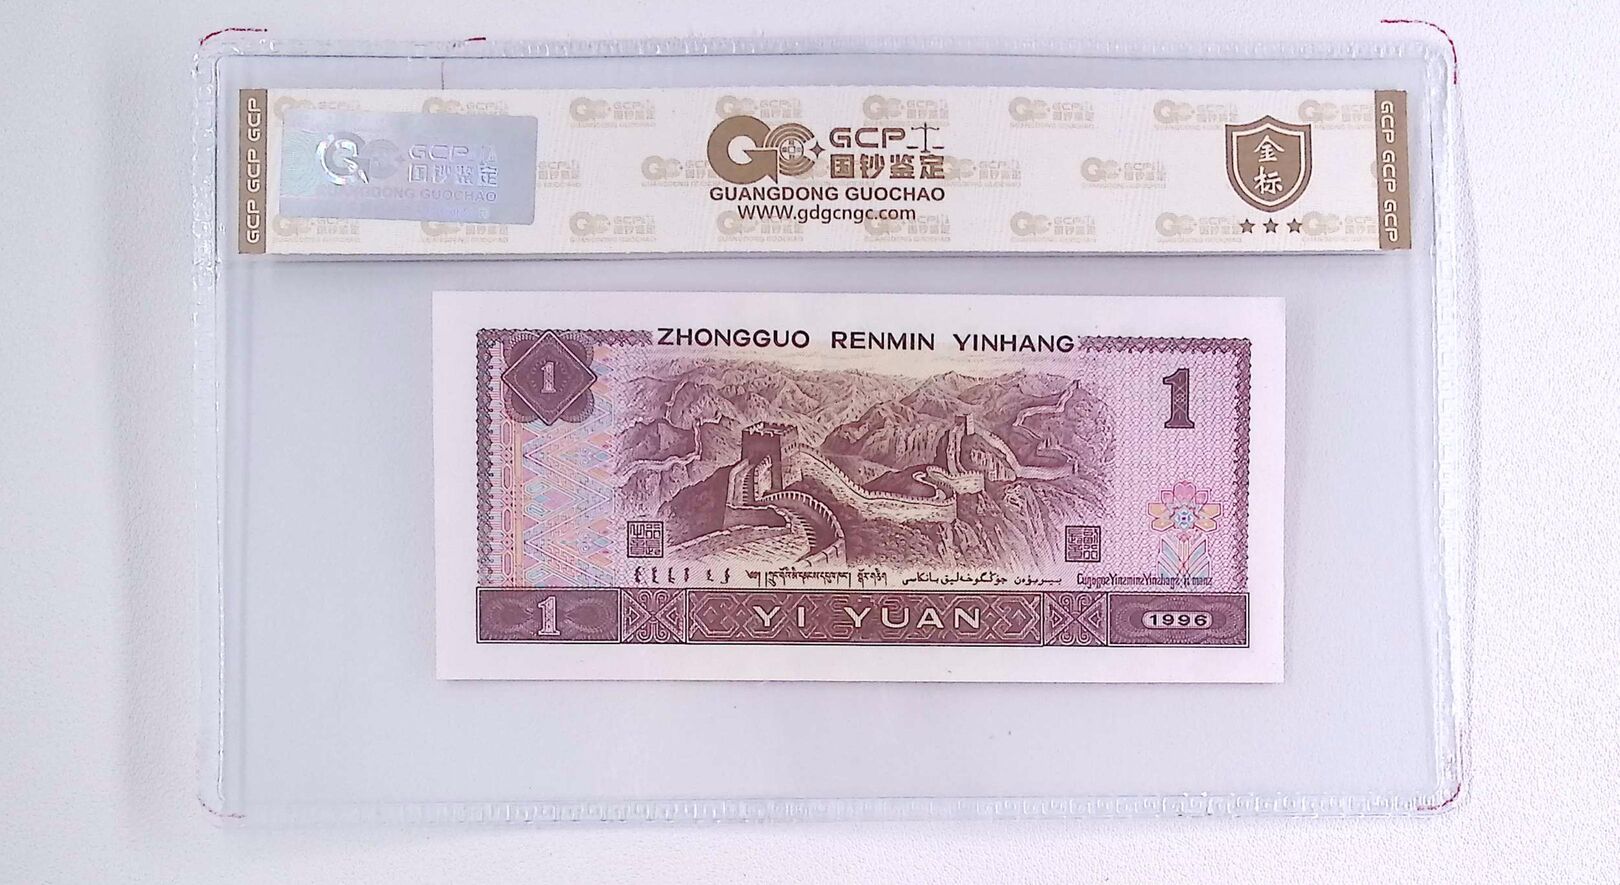 GCP GCP GCP
GCP
国钞鉴定
GUANGDONG GUOCHAO
GCP
国钞鉴定
GUANGDONG GUOCHAO
WWW.gdgcngc.com
金标
GCP GCP GCP
ZHONGGUO RENMIN YINHANG
1
1
1
YI YUAN
1996